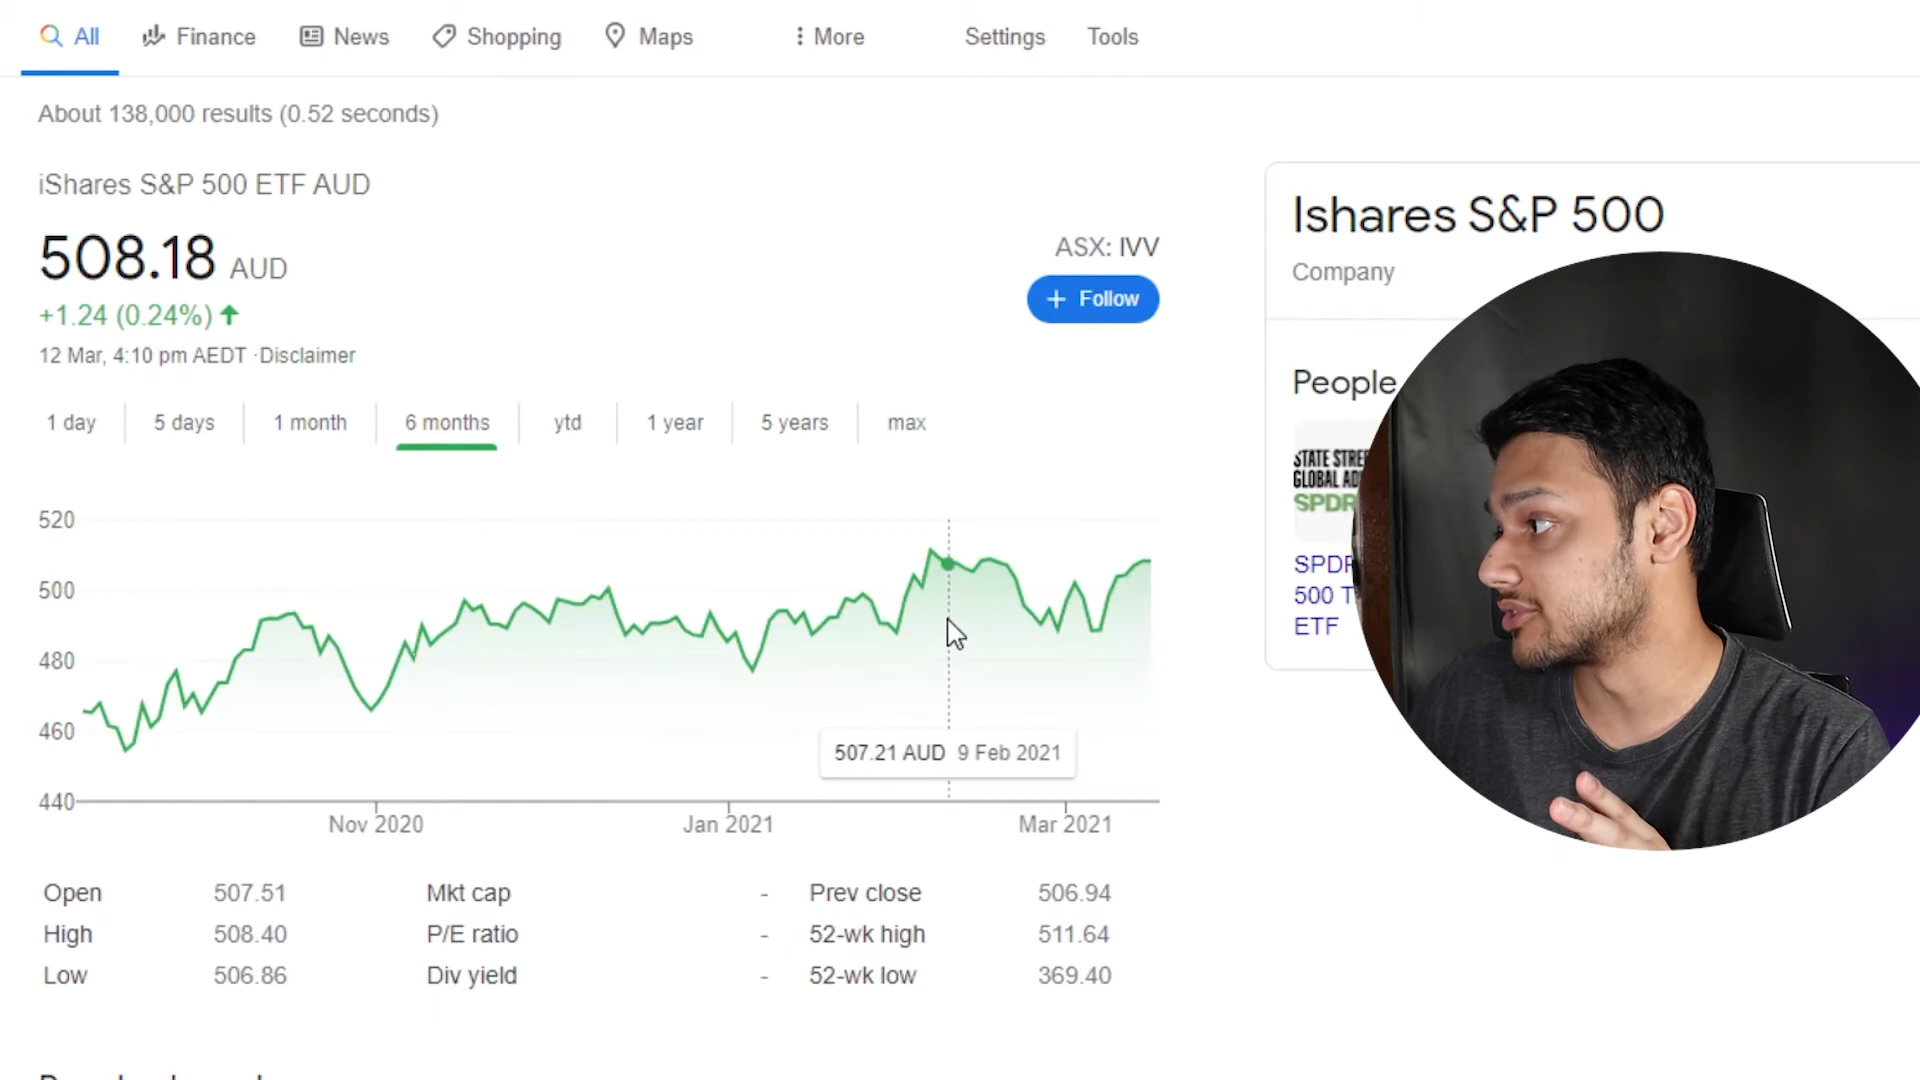 All Finance News Shopping Maps More Settings Tools
About 138,000 results (0.52 seconds)
iShares S&P 500 ETF AUD
508.18 AUD
+1.24 (0.24%)
12 Mar, 4:10 pm AEDT ·Disclaimer
ASX: IVV
+ Follow
1 day 5 days 1 month 6 months ytd 1 year 5 years max
520
500
480
460
440
507.21 AUD 9 Feb 2021
Nov 2020 Jan 2021 Mar 2021
Open 507.51 Mkt cap - Prev close 506.94
High 508.40 P/E ratio - 52-wk high 511.64
Low 506.86 Div yield - 52-wk low 369.40
Ishares S&P 500
Company
People
STATE
GLOBAL
SPDR
500
ETF